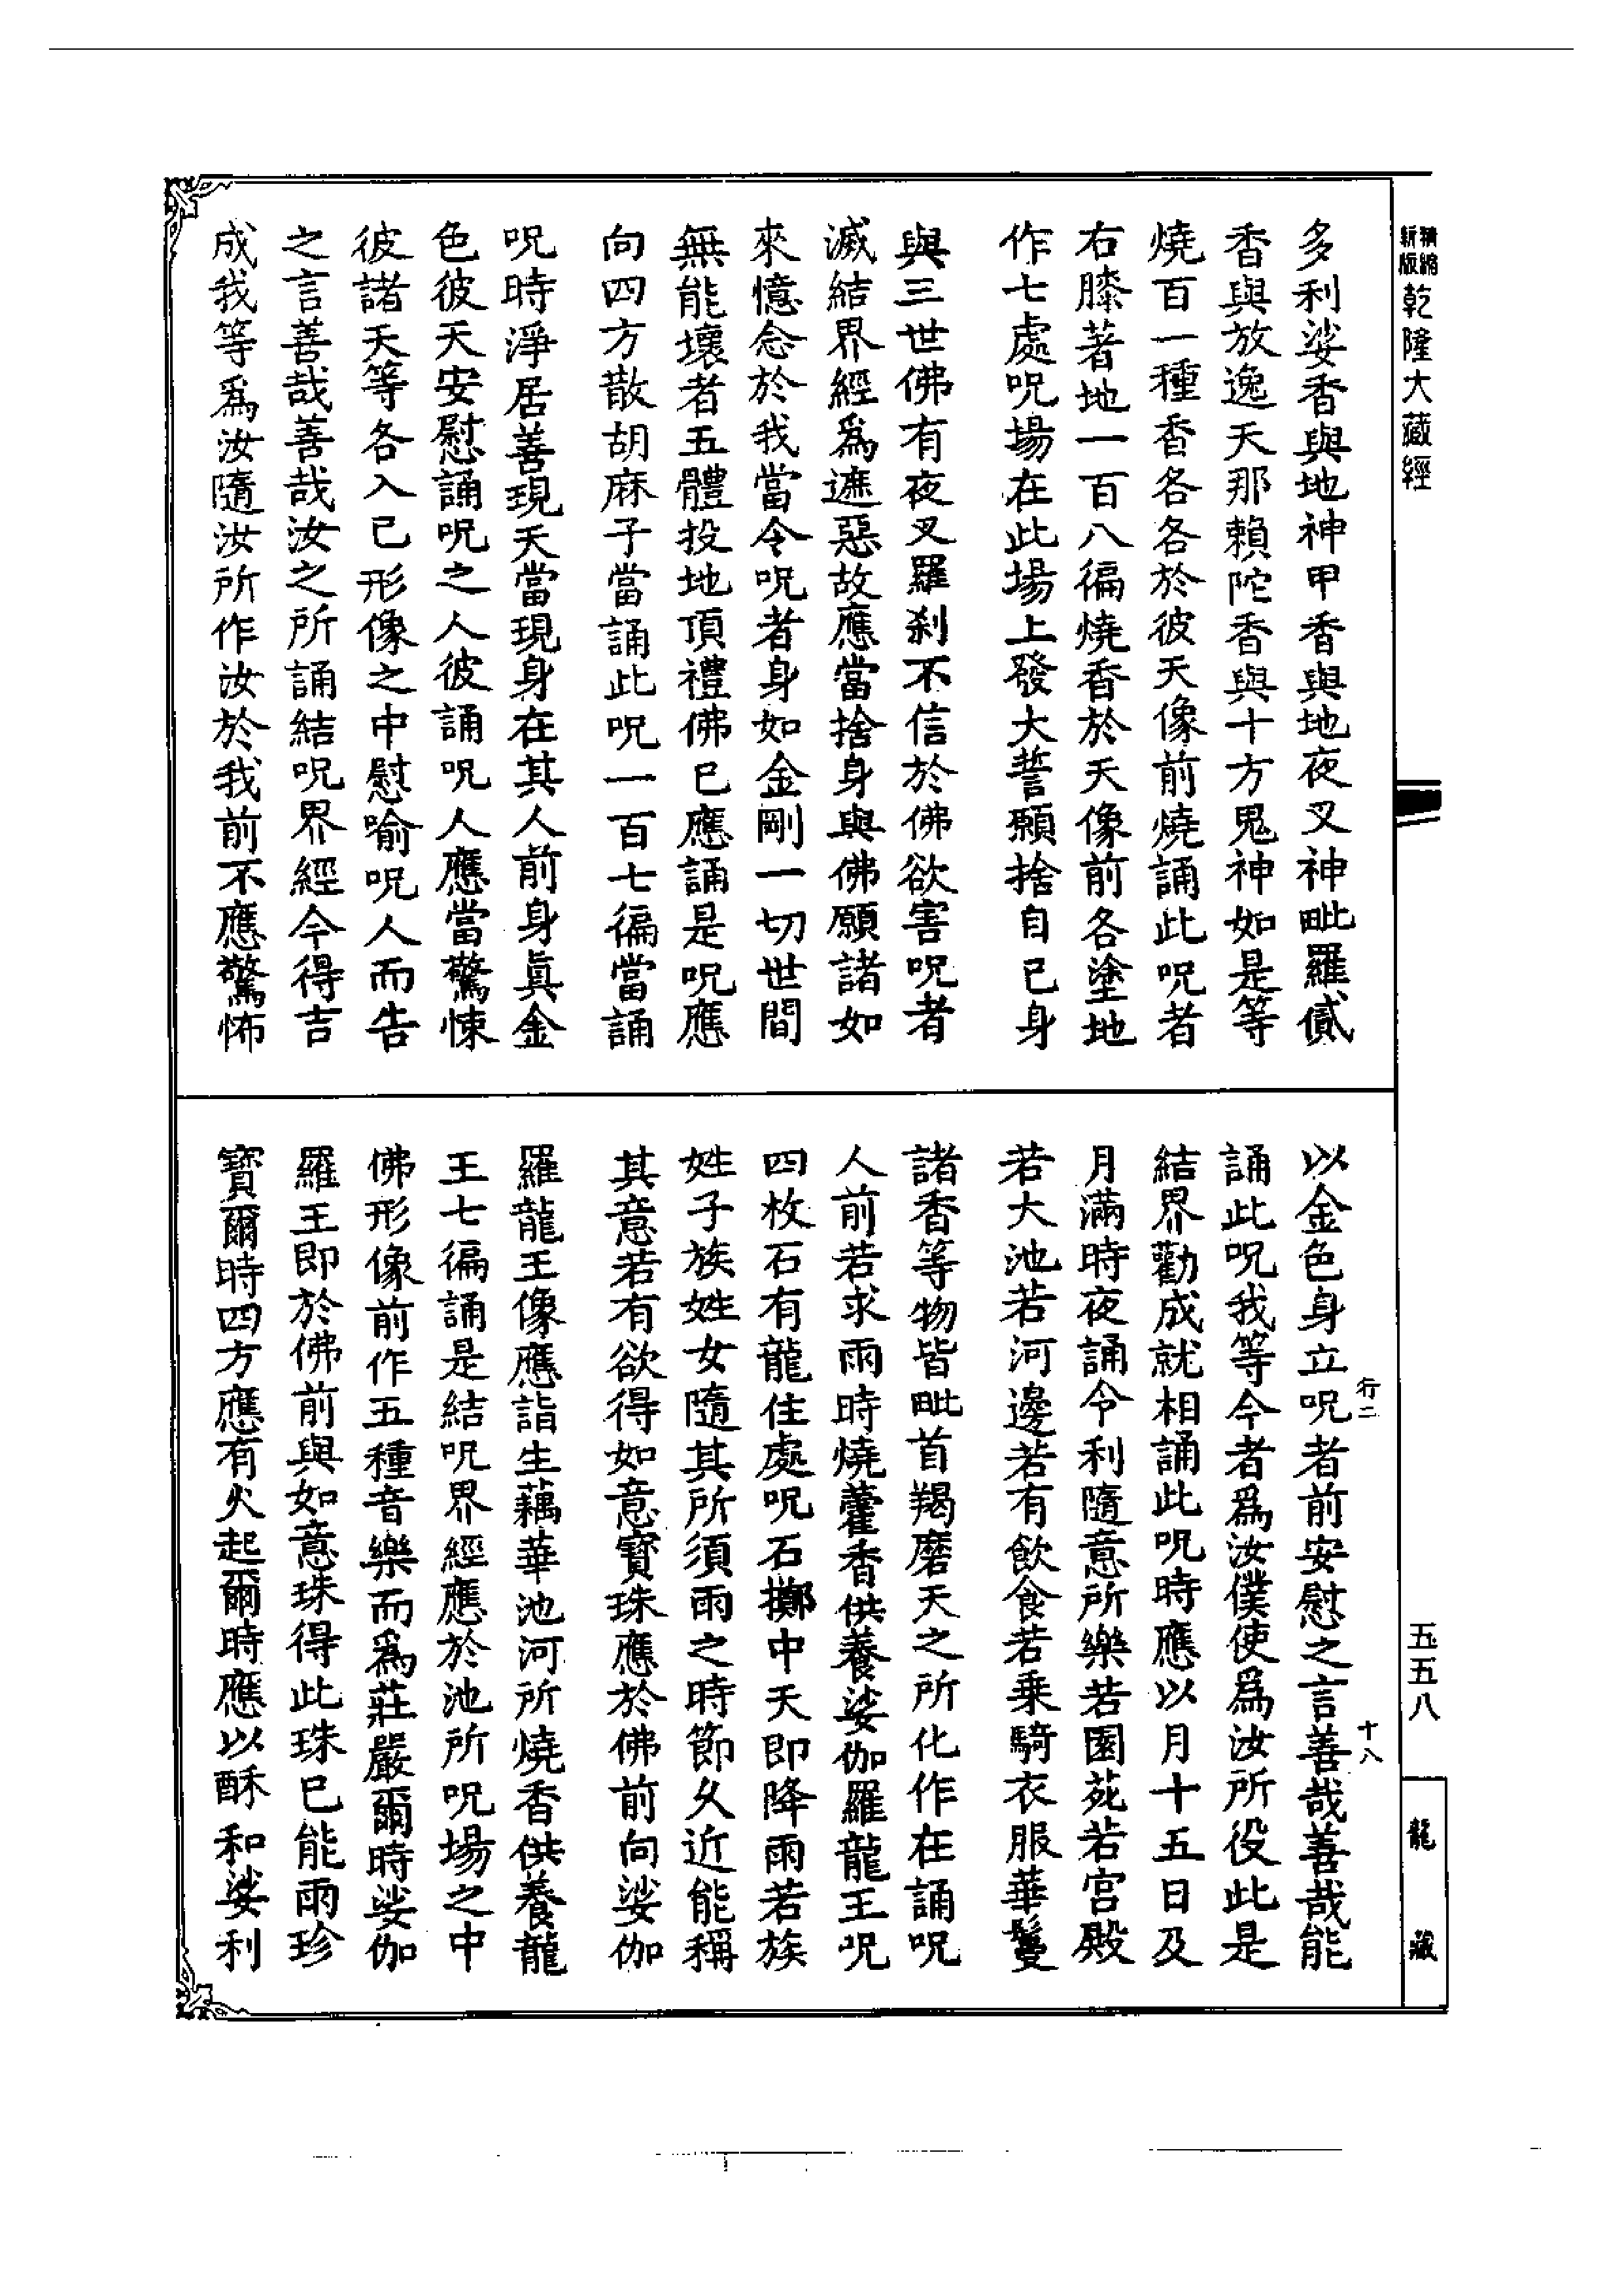 精縮新版乾隆大藏經
多利娑香與地神甲香與地夜叉神毗羅貳
香與放逸天那賴陀香與十方鬼神如是等
燒百一種香各各於彼天像前燒誦此呪者
右膝著地一百八徧燒香於天像前各塗地
作七處呪場在此場上發大誓願捨自已身
與三世佛有夜叉羅剎不信於佛欲害呪者
滅結界經爲遮惡故應當捨身與佛願諸如
來憶念於我當令呪者身如金剛一切世間
無能壞者五體投地頂禮佛已應誦是呪應
向四方散胡麻子當誦此呪一百七徧當誦
呪時淨居善現天當現身在其人前身眞金
色彼天安慰誦呪之人彼誦呪人應當驚悚
彼諸天等各入已形像之中慰喻呪人而告
之言善哉善哉汝之所誦結呪界經今得吉
成我等爲汝隨汝所作汝於我前不應驚怖
以金色身立呪者前安慰之言善哉善哉能
誦此呪我等今者爲汝僕使爲汝所役此是
結界勸成就相誦此呪時應以月十五日及
月滿時夜誦令利隨意所樂若園苑若宮殿
若大池若河邊若有飲食若乘騎衣服華鬘
諸香等物皆毗首羯磨天之所化作在誦呪
人前若求雨時燒藿香供養娑伽羅龍王呪
四枚石有龍住處呪石擲中天即降雨若族
姓子族姓女隨其所須雨之時節久近能稱
其意若有欲得如意寶珠應於佛前向娑伽
羅龍王像應詣生藕華池河所燒香供養龍
王七徧誦是結呪界經應於池所呪場之中
佛形像前作五種音樂而爲莊嚴爾時娑伽
羅王即於佛前與如意珠得此珠已能雨珍
寶爾時四方應有火起爾時應以酥和娑利
行二
十八
五五八
龍藏